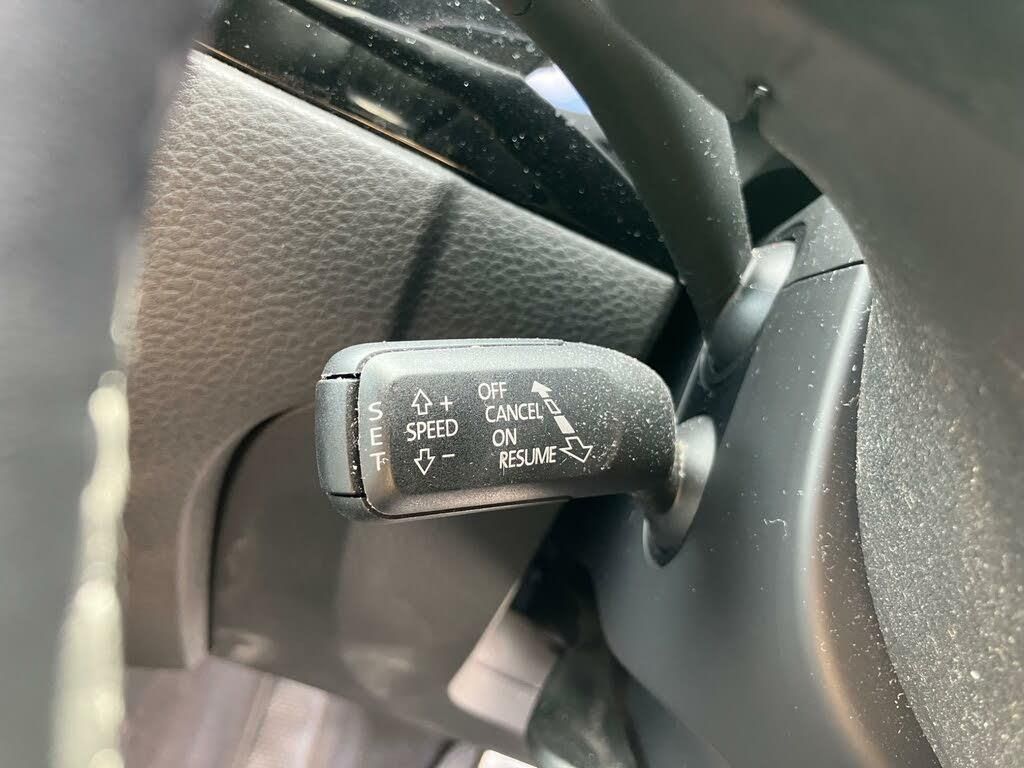 SET
+
SPEED
−
OFF
CANCEL
ON
RESUME